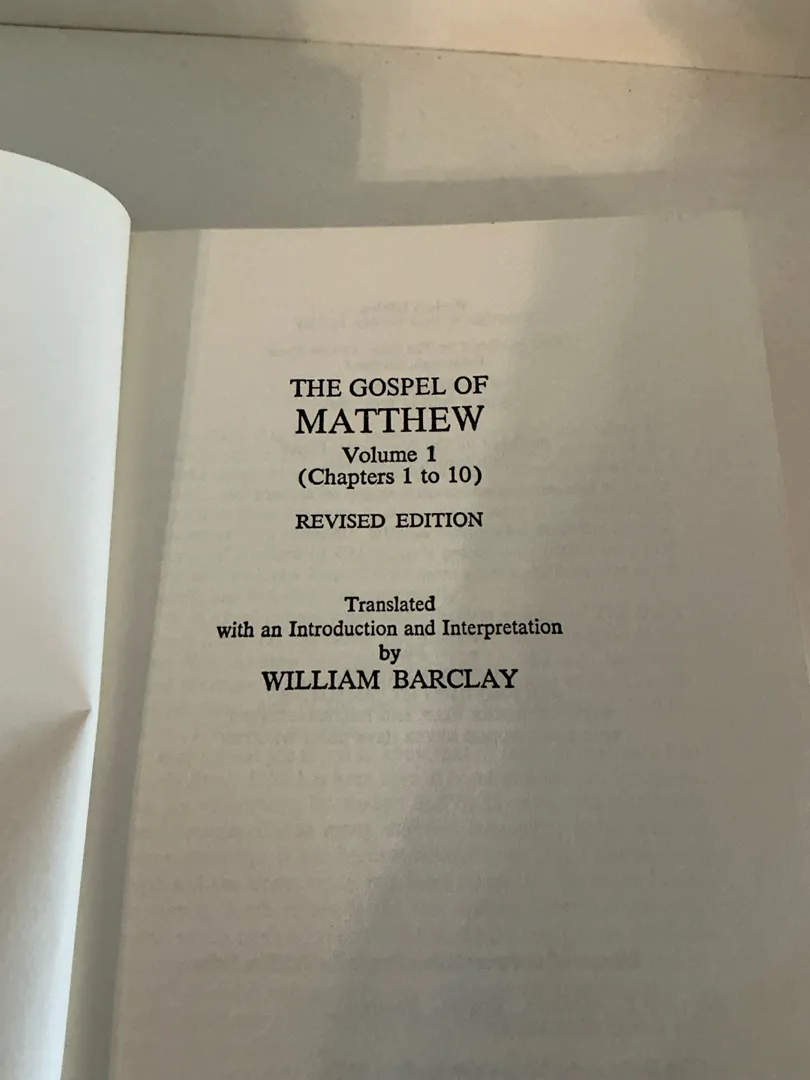 THE GOSPEL OF
MATTHEW
Volume 1
(Chapters 1 to 10)
REVISED EDITION
Translated
with an Introduction and Interpretation
by
WILLIAM BARCLAY